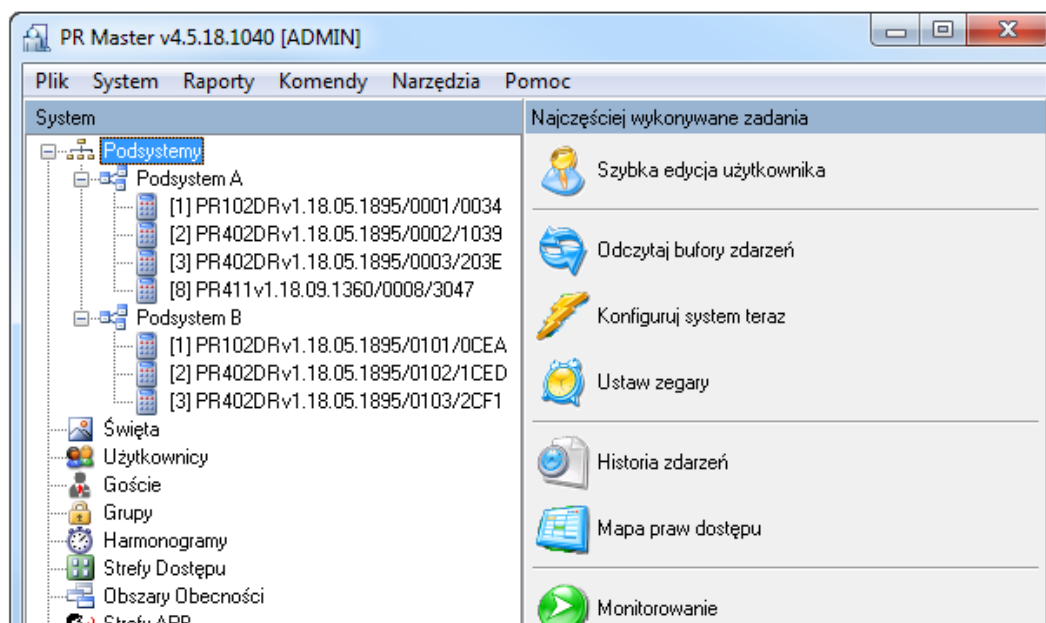 PR Master v4.5.18.1040 [ADMIN]
Plik System Raporty Komendy Narzędzia Pomoc
System
Podsystemy
Podsystem A
[1] PR102DRv1.18.05.1895/0001/0034
[2] PR402DRv1.18.05.1895/0002/1039
[3] PR402DRv1.18.05.1895/0003/203E
[8] PR411v1.18.09.1360/0008/3047
Podsystem B
[1] PR102DRv1.18.05.1895/0101/0CEA
[2] PR402DRv1.18.05.1895/0102/1CED
[3] PR402DRv1.18.05.1895/0103/2CF1
Święta
Użytkownicy
Goście
Grupy
Harmonogramy
Strefy Dostępu
Obszary Obecności
Strefy APB
Najczęściej wykonywane zadania
Szybka edycja użytkownika
Odczytaj bufory zdarzeń
Konfiguruj system teraz
Ustaw zegary
Historia zdarzeń
Mapa praw dostępu
Monitorowanie